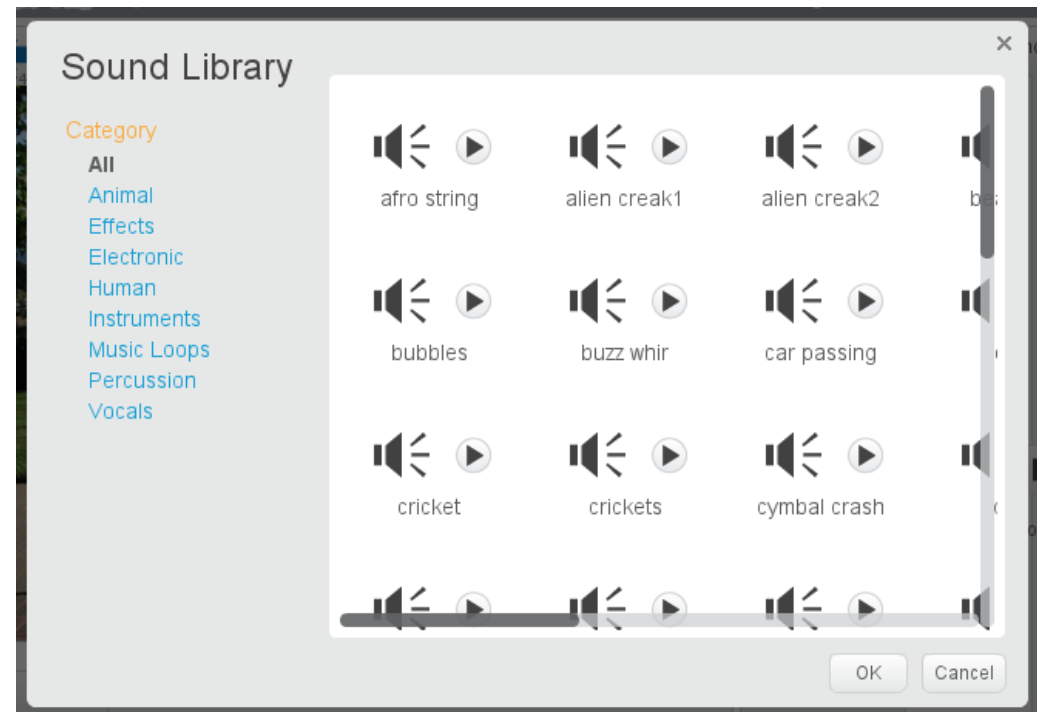 Sound Library
Category
All
Animal
Effects
Electronic
Human
Instruments
Music Loops
Percussion
Vocals
afro string alien creak1 alien creak2
bubbles buzz whir car passing
cricket crickets cymbal crash
OK Cancel